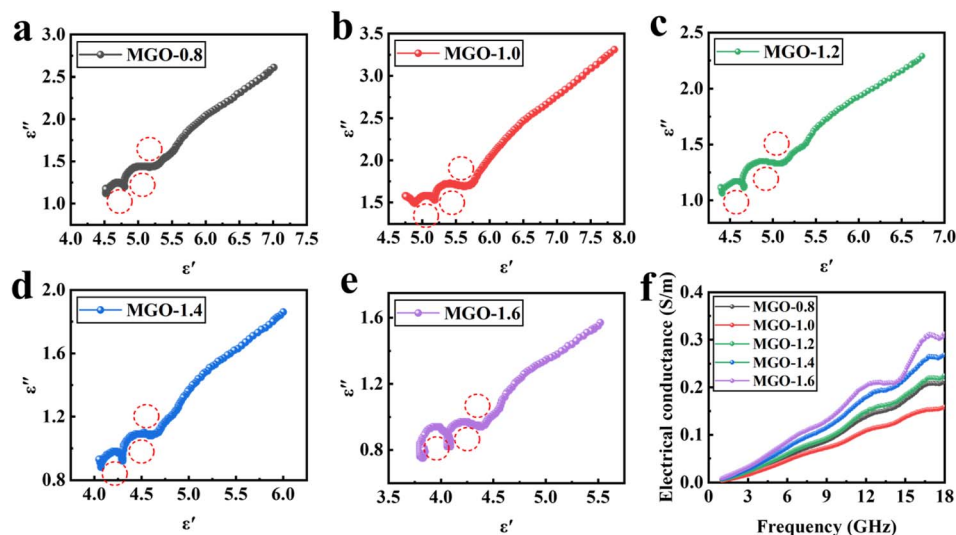 a
MGO-0.8
ε″
2.5
2.0
1.5
1.0
4.0 4.5 5.0 5.5 6.0 6.5 7.0 7.5
ε′
b
MGO-1.0
ε″
3.5
3.0
2.5
2.0
1.5
4.5 5.0 5.5 6.0 6.5 7.0 7.5 8.0
ε′
c
MGO-1.2
ε″
2.5
2.0
1.5
1.0
4.5 5.0 5.5 6.0 6.5 7.0
ε′
d
MGO-1.4
ε″
2.0
1.6
1.2
0.8
4.0 4.5 5.0 5.5 6.0
ε′
e
MGO-1.6
ε″
1.6
1.2
0.8
3.5 4.0 4.5 5.0 5.5
ε′
f
MGO-0.8
MGO-1.0
MGO-1.2
MGO-1.4
MGO-1.6
Electrical conductance (S/m)
0.4
0.3
0.2
0.1
0.0
0 3 6 9 12 15 18
Frequency (GHz)